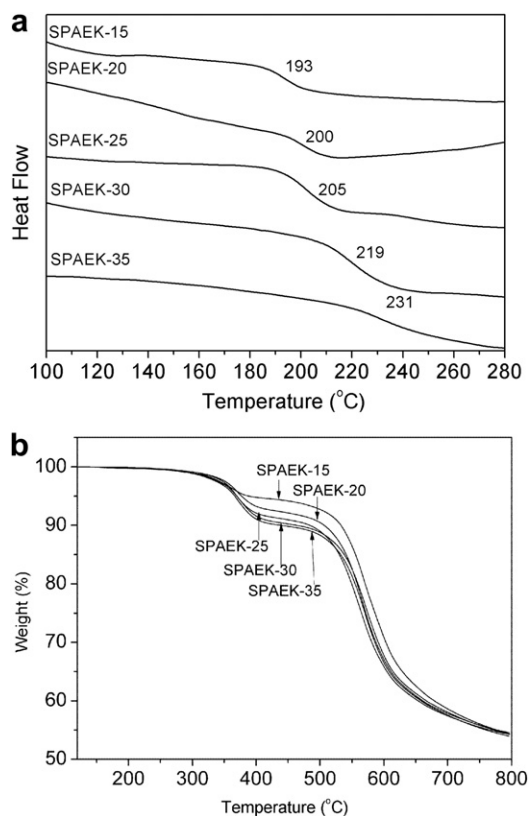 a
SPAEK-15
193
SPAEK-20
200
SPAEK-25
205
SPAEK-30
219
SPAEK-35
231
Heat Flow
100 120 140 160 180 200 220 240 260 280
Temperature (°C)
b
100
90
80
70
60
50
SPAEK-15
SPAEK-20
SPAEK-25
SPAEK-30
SPAEK-35
Weight (%)
200 300 400 500 600 700 800
Temperature (°C)